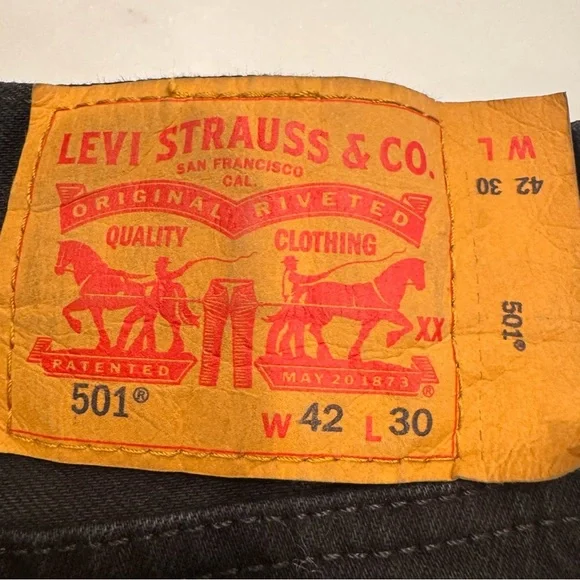 LEVI STRAUSS & CO.
SAN FRANCISCO
CAL.
ORIGINAL RIVETED
QUALITY CLOTHING
XX
PATENTED MAY 20 1873 ®
501® W 42 L 30
W L
42 30
501®